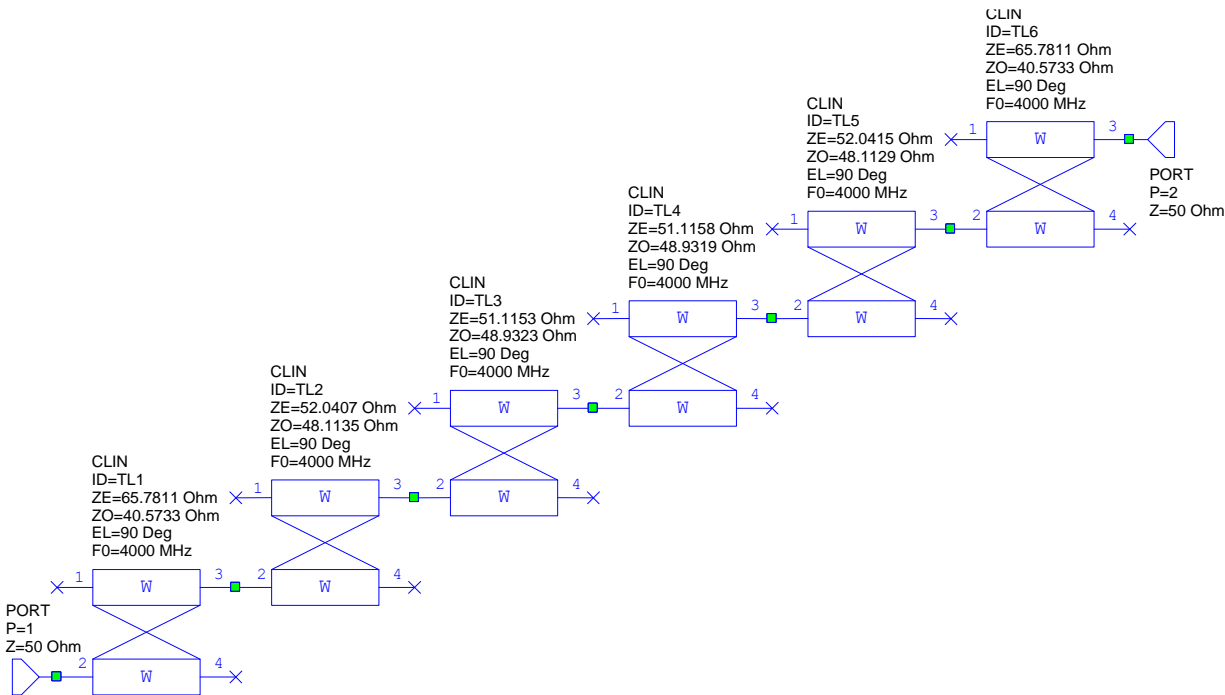 CLIN
ID=TL6
ZE=65.7811 Ohm
ZO=40.5733 Ohm
EL=90 Deg
F0=4000 MHz
1
W
3
2
4
PORT
P=2
Z=50 Ohm
CLIN
ID=TL5
ZE=52.0415 Ohm
ZO=48.1129 Ohm
EL=90 Deg
F0=4000 MHz
1
W
3
W
2
4
W
CLIN
ID=TL4
ZE=51.1158 Ohm
ZO=48.9319 Ohm
EL=90 Deg
F0=4000 MHz
1
W
3
2
4
W
CLIN
ID=TL3
ZE=51.1153 Ohm
ZO=48.9323 Ohm
EL=90 Deg
F0=4000 MHz
1
W
3
2
4
W
CLIN
ID=TL2
ZE=52.0407 Ohm
ZO=48.1135 Ohm
EL=90 Deg
F0=4000 MHz
1
W
3
2
4
W
CLIN
ID=TL1
ZE=65.7811 Ohm
ZO=40.5733 Ohm
EL=90 Deg
F0=4000 MHz
1
W
3
2
4
PORT
P=1
Z=50 Ohm